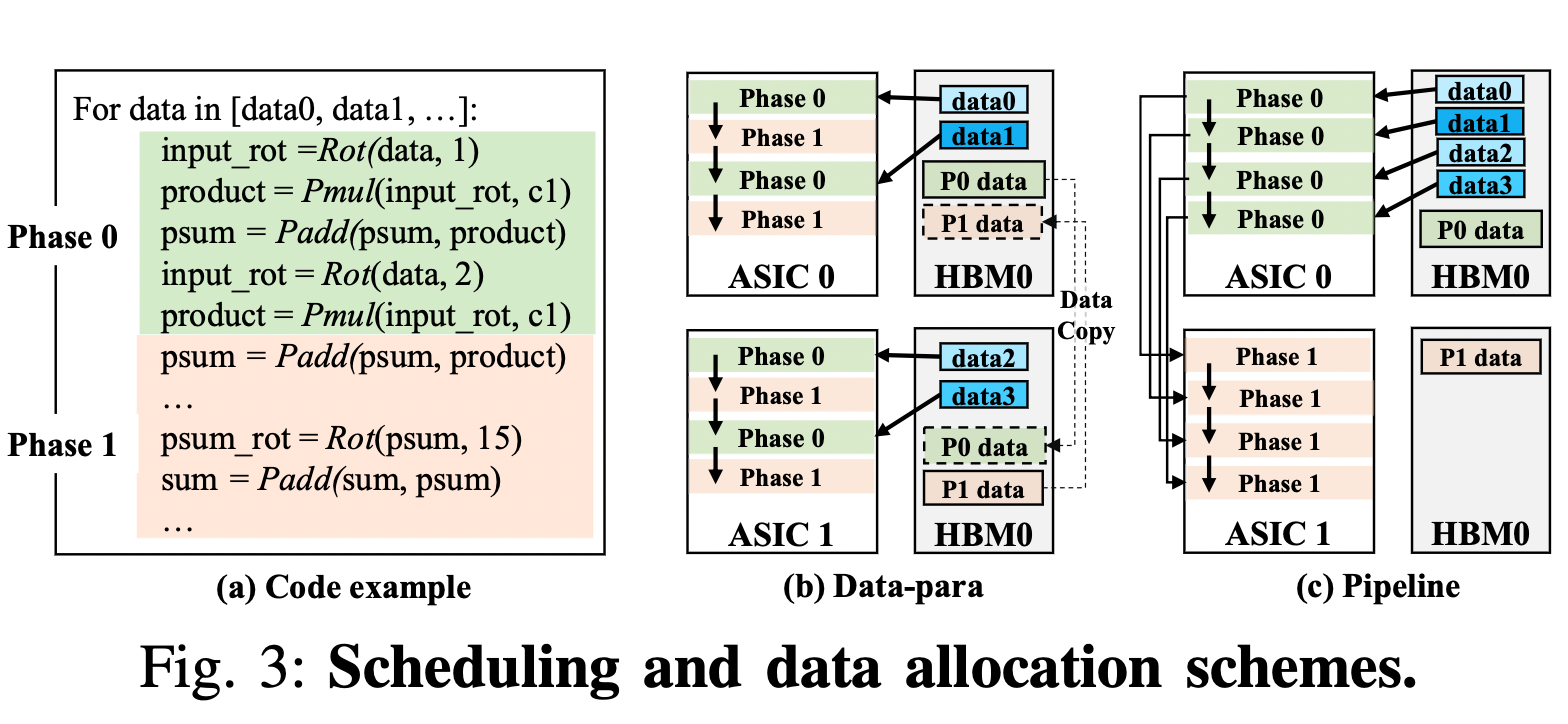 For data in [data0, data1, …]:
input_rot =Rot(data, 1)
product = Pmul(input_rot, c1)
psum = Padd(psum, product)
input_rot = Rot(data, 2)
product = Pmul(input_rot, c1)
psum = Padd(psum, product)
…
psum_rot = Rot(psum, 15)
sum = Padd(sum, psum)
…
Phase 0
Phase 1
(a) Code example
Phase 0
Phase 1
Phase 0
Phase 1
ASIC 0
data0
data1
P0 data
P1 data
HBM0
Data
Copy
Phase 0
Phase 1
Phase 0
Phase 1
ASIC 1
data2
data3
P0 data
P1 data
HBM0
(b) Data-para
Phase 0
Phase 0
Phase 0
Phase 0
ASIC 0
data0
data1
data2
data3
P0 data
HBM0
Phase 1
Phase 1
Phase 1
Phase 1
ASIC 1
P1 data
HBM0
(c) Pipeline
Fig. 3: Scheduling and data allocation schemes.